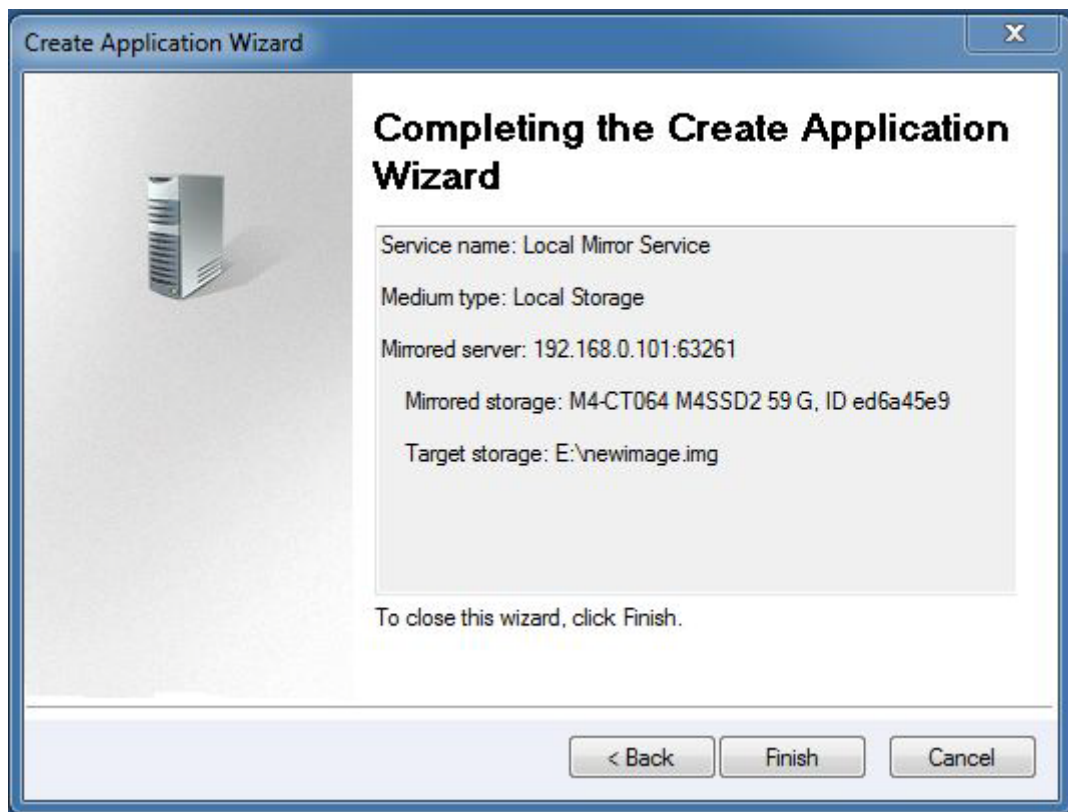 Create Application Wizard
Completing the Create Application
Wizard
Service name: Local Mirror Service
Medium type: Local Storage
Mirrored server: 192.168.0.101:63261
Mirrored storage: M4-CT064 M4SSD2 59 G, ID ed6a45e9
Target storage: E:\newimage.img
To close this wizard, click Finish.
< Back
Finish
Cancel